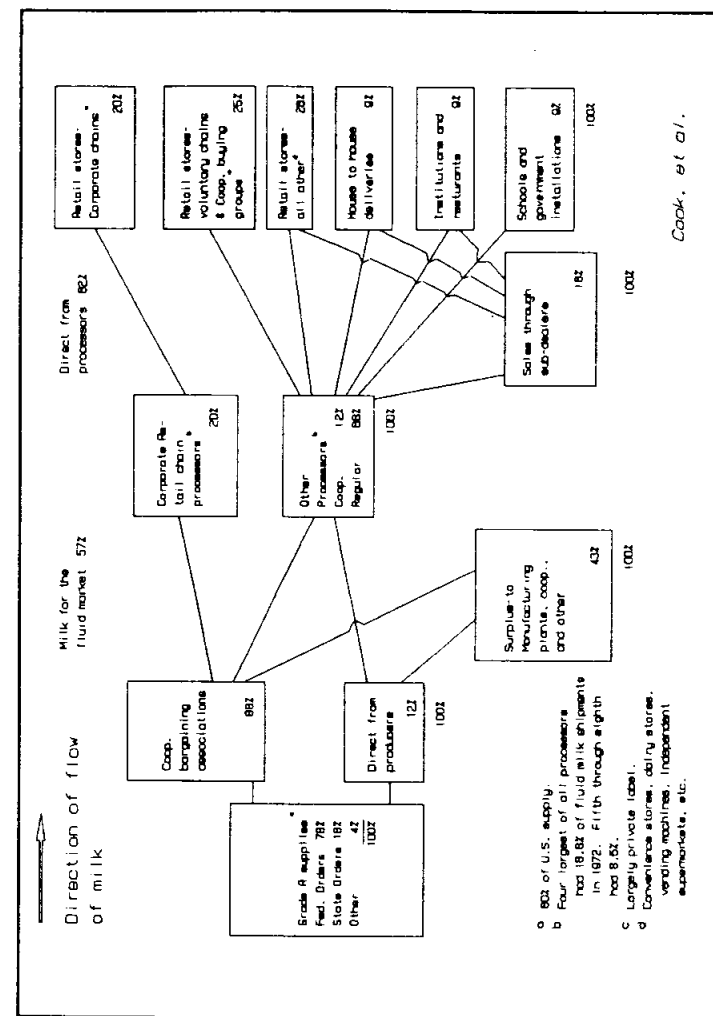 Direction of flow
of milk
Milk for the
fluid market 57%
Direct from
processors 82%
Grade A supplies ᵃ
Fed. Orders 78%
State Orders 18%
Other 4%
100%
Coop.
bargaining
associations
88%
Direct from
producers
12%
100%
Corporate Re-
tail chain
processors ᵇ
20%
Other
Processors ᵇ
Coop. 12%
Regular 88%
100%
Surplus-to
Manufacturing
plants, coop.,
and other
43%
100%
Retail stores-
Corporate chains ᶜ
20%
Retail stores-
voluntary chains
& Coop. buying ᶜ
groups
25%
Retail stores-
all other ᵈ
28%
House to house
deliveries 9%
Institutions and
resturants 9%
Schools and
government
installations 9%
100%
Sales through
sub-dealers
18%
100%
a 80% of U.S. supply.
b Four largest of all processors
had 18.8% of fluid milk shipments
in 1972. Fifth through eighth
had 8.5%.
c Largely private label.
d Convenience stores, dairy stores,
vending machines, independent
supermarkets, etc.
Cook, et al.